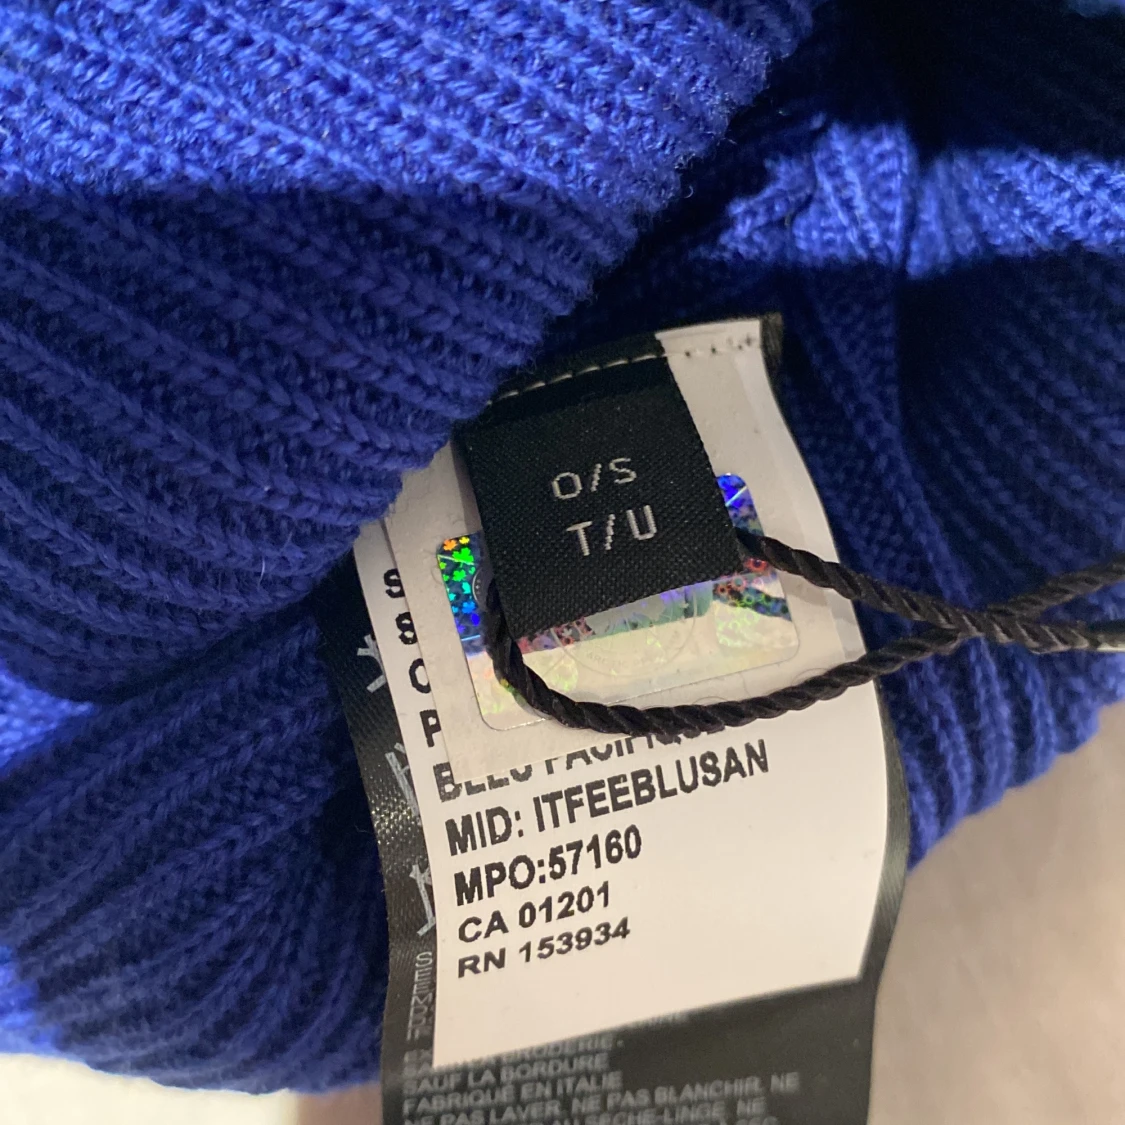 O/S
T/U
S
8
P
MID: ITFEEBLUSAN
MPO:57160
CA 01201
RN 153934
SAUF LA BORDURE
FABRIQUÉ EN ITALIE
NE PAS LAVER, NE PAS BLANCHIR, NE